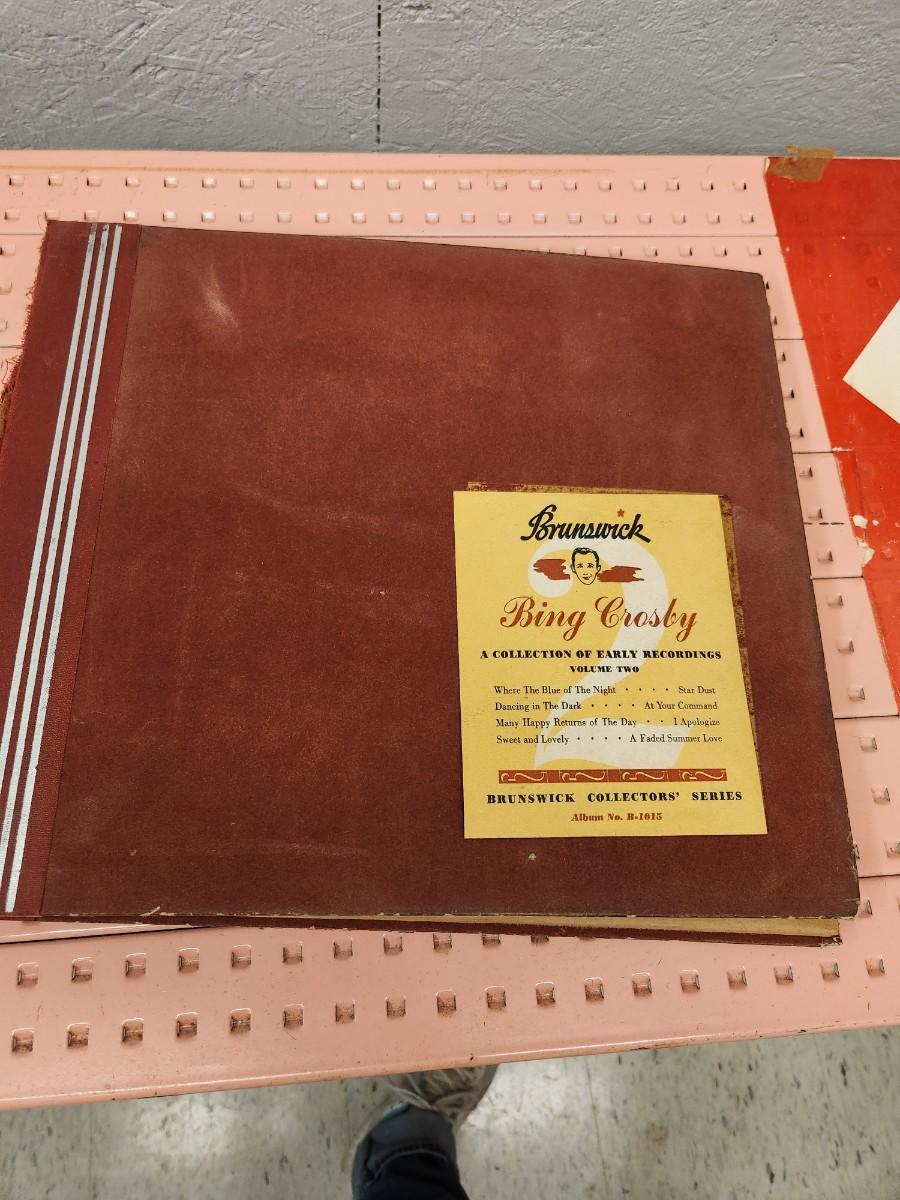 Brunswick
2
Bing Crosby
A COLLECTION OF EARLY RECORDINGS
VOLUME TWO
Where The Blue of The Night · · · · Star Dust
Dancing in The Dark · · · · At Your Command
Many Happy Returns of The Day · · I Apologize
Sweet and Lovely · · · · A Faded Summer Love
BRUNSWICK COLLECTORS' SERIES
Album No. B-1015